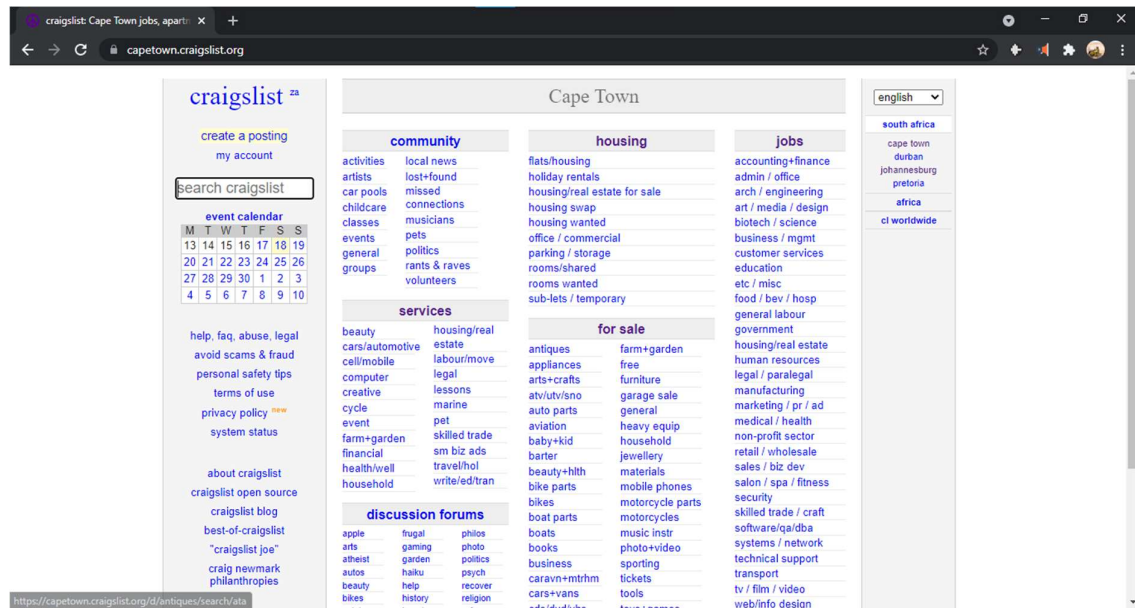 craigslist: Cape Town jobs, apartm
capetown.craigslist.org
craigslist za
create a posting
my account
search craigslist
event calendar
M T W T F S S
13 14 15 16 17 18 19
20 21 22 23 24 25 26
27 28 29 30 1 2 3
4 5 6 7 8 9 10
help, faq, abuse, legal
avoid scams & fraud
personal safety tips
terms of use
privacy policy new
system status
about craigslist
craigslist open source
craigslist blog
best-of-craigslist
"craigslist joe"
craig newmark
philanthropies
Cape Town
community
activities
artists
car pools
childcare
classes
events
general
groups
local news
lost+found
missed
connections
musicians
pets
politics
rants & raves
volunteers
services
beauty
cars/automotive
cell/mobile
computer
creative
cycle
event
farm+garden
financial
health/well
household
housing/real
estate
labour/move
legal
lessons
marine
pet
skilled trade
sm biz ads
travel/hol
write/ed/tran
discussion forums
apple
arts
atheist
autos
beauty
bikes
frugal
gaming
garden
haiku
help
history
philos
photo
politics
psych
recover
religion
housing
flats/housing
holiday rentals
housing/real estate for sale
housing swap
housing wanted
office / commercial
parking / storage
rooms/shared
rooms wanted
sub-lets / temporary
for sale
antiques
appliances
arts+crafts
atv/utv/sno
auto parts
aviation
baby+kid
barter
beauty+hlth
bike parts
bikes
boat parts
boats
books
business
caravn+mtrhm
cars+vans
cds/dvd/vhs
farm+garden
free
furniture
garage sale
general
heavy equip
household
jewellery
materials
mobile phones
motorcycle parts
motorcycles
music instr
photo+video
sporting
tickets
tools
toys+games
jobs
accounting+finance
admin / office
arch / engineering
art / media / design
biotech / science
business / mgmt
customer services
education
etc / misc
food / bev / hosp
general labour
government
housing/real estate
human resources
legal / paralegal
manufacturing
marketing / pr / ad
medical / health
non-profit sector
retail / wholesale
sales / biz dev
salon / spa / fitness
security
skilled trade / craft
software/qa/dba
systems / network
technical support
transport
tv / film / video
web/info design
english
south africa
cape town
durban
johannesburg
pretoria
africa
cl worldwide
https://capetown.craigslist.org/d/antiques/search/ata